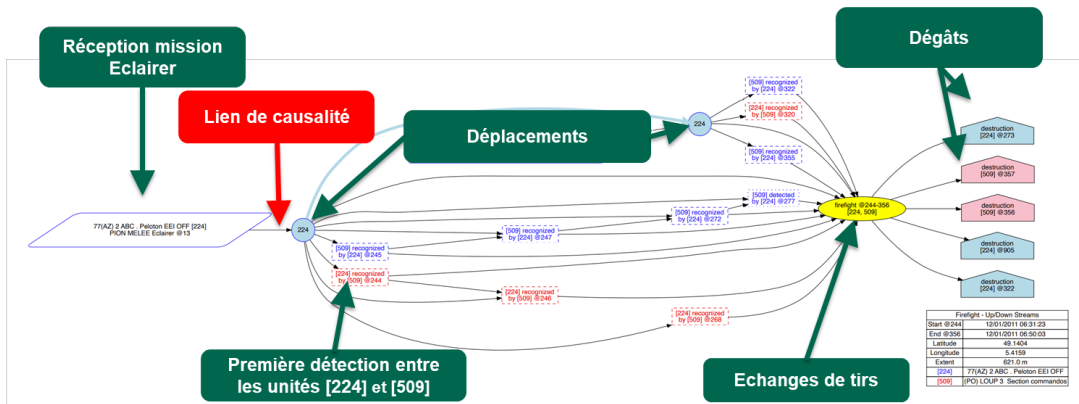 Réception mission
Eclairer
Lien de causalité
Déplacements
Dégâts
[509] recognized
by [224] @322
[224] recognized
by [509] @320
224
[509] recognized
by [224] @355
destruction
[224] @273
destruction
[509] @357
[509] detected
by [224] @277
firefight @244-356
[224, 509]
destruction
[509] @356
77(AZ) 2 ABC . Peloton EEI OFF [224]
PION MELEE Eclairer @13
224
[509] recognized
by [224] @272
[509] recognized
by [224] @247
[509] recognized
by [224] @245
destruction
[224] @905
[224] recognized
by [509] @244
destruction
[224] @322
[224] recognized
by [509] @246
[224] recognized
by [509] @268
Première détection entre
les unités [224] et [509]
Echanges de tirs
Firefight - Up/Down Streams
Start @244 12/01/2011 06:31:23
End @356 12/01/2011 06:50:03
Latitude 49.1404
Longitude 5.4159
Extent 621.0 m
[224] 77(AZ) 2 ABC . Peloton EEI OFF
[509] (PO) LOUP 3 Section commandos